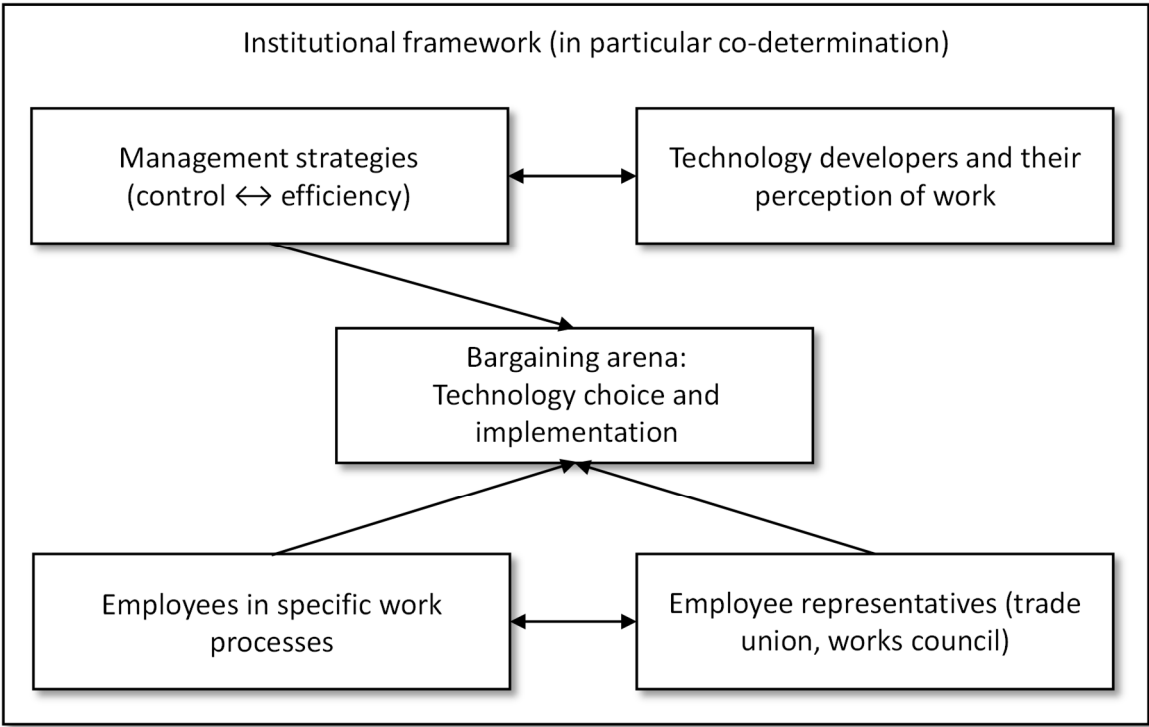 Institutional framework (in particular co-determination)
Management strategies
(control ↔ efficiency)
Technology developers and their
perception of work
Bargaining arena:
Technology choice and
implementation
Employees in specific work
processes
Employee representatives (trade
union, works council)